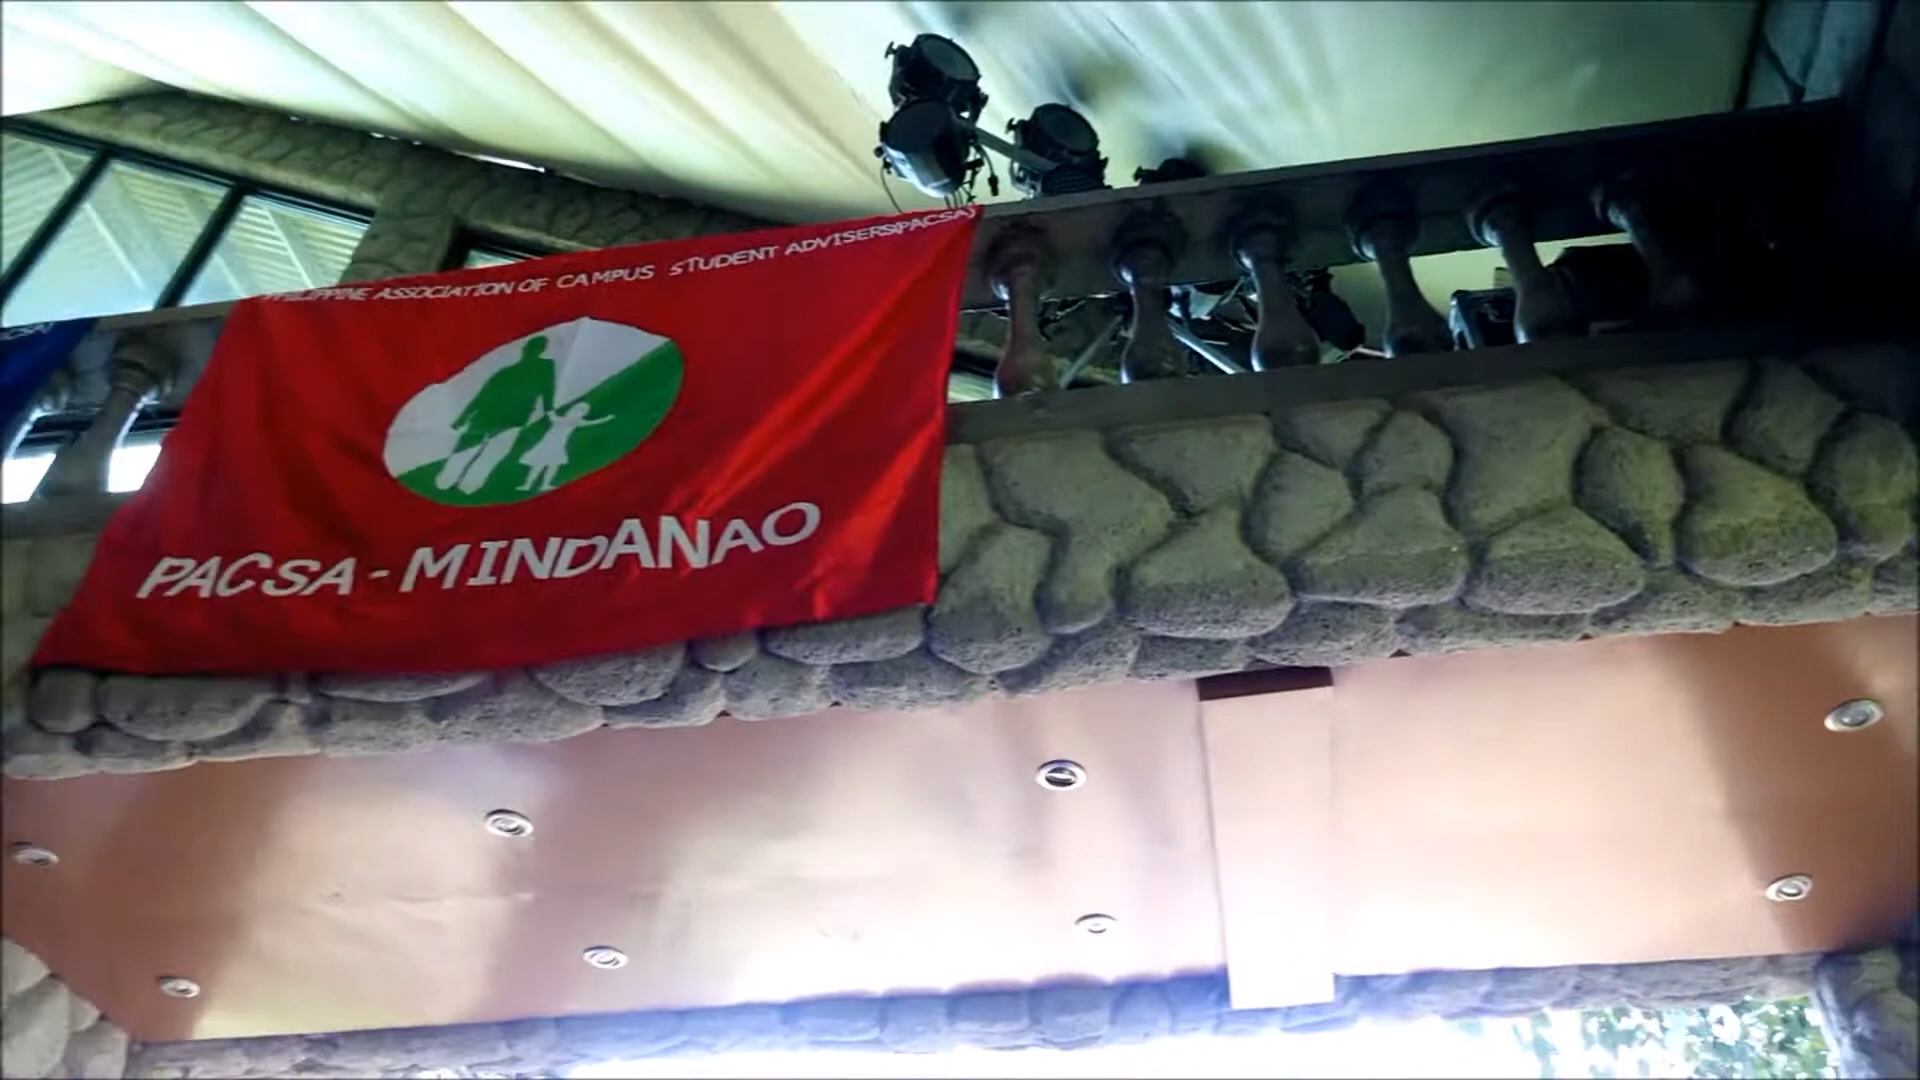 PHILIPPINE ASSOCIATION OF CAMPUS STUDENT ADVISERS(PACSA)
PACSA - MINDANAO